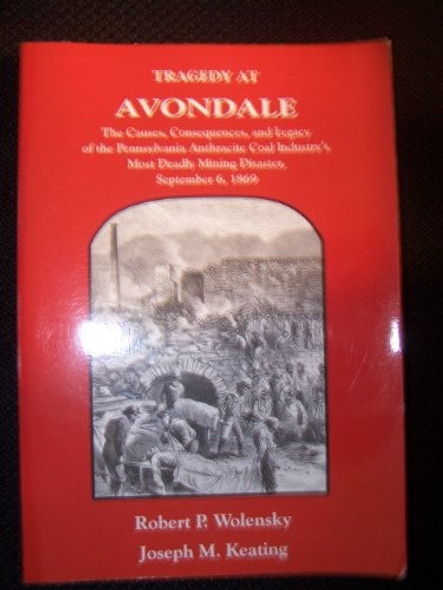 TRAGEDY AT
AVONDALE
The Causes, Consequences, and Legacy
of the Pennsylvania Anthracite Coal Industry's
Most Deadly Mining Disaster,
September 6, 1869
Robert P. Wolensky
Joseph M. Keating